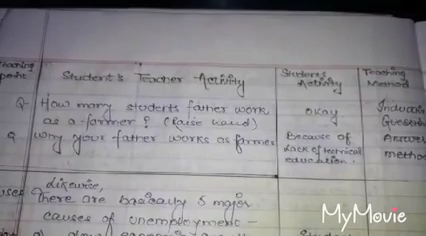 Teaching Point
Student's Teacher Activity
Students Activity
Teaching Method
Q- How many students father work
as a farmer? (Raise hand)
okay
Q why your father works as farmer
Because of
Lack of technical
education.
Answer
method
likewise,
There are basically 5 major
causes of unemployment -
MyMovie